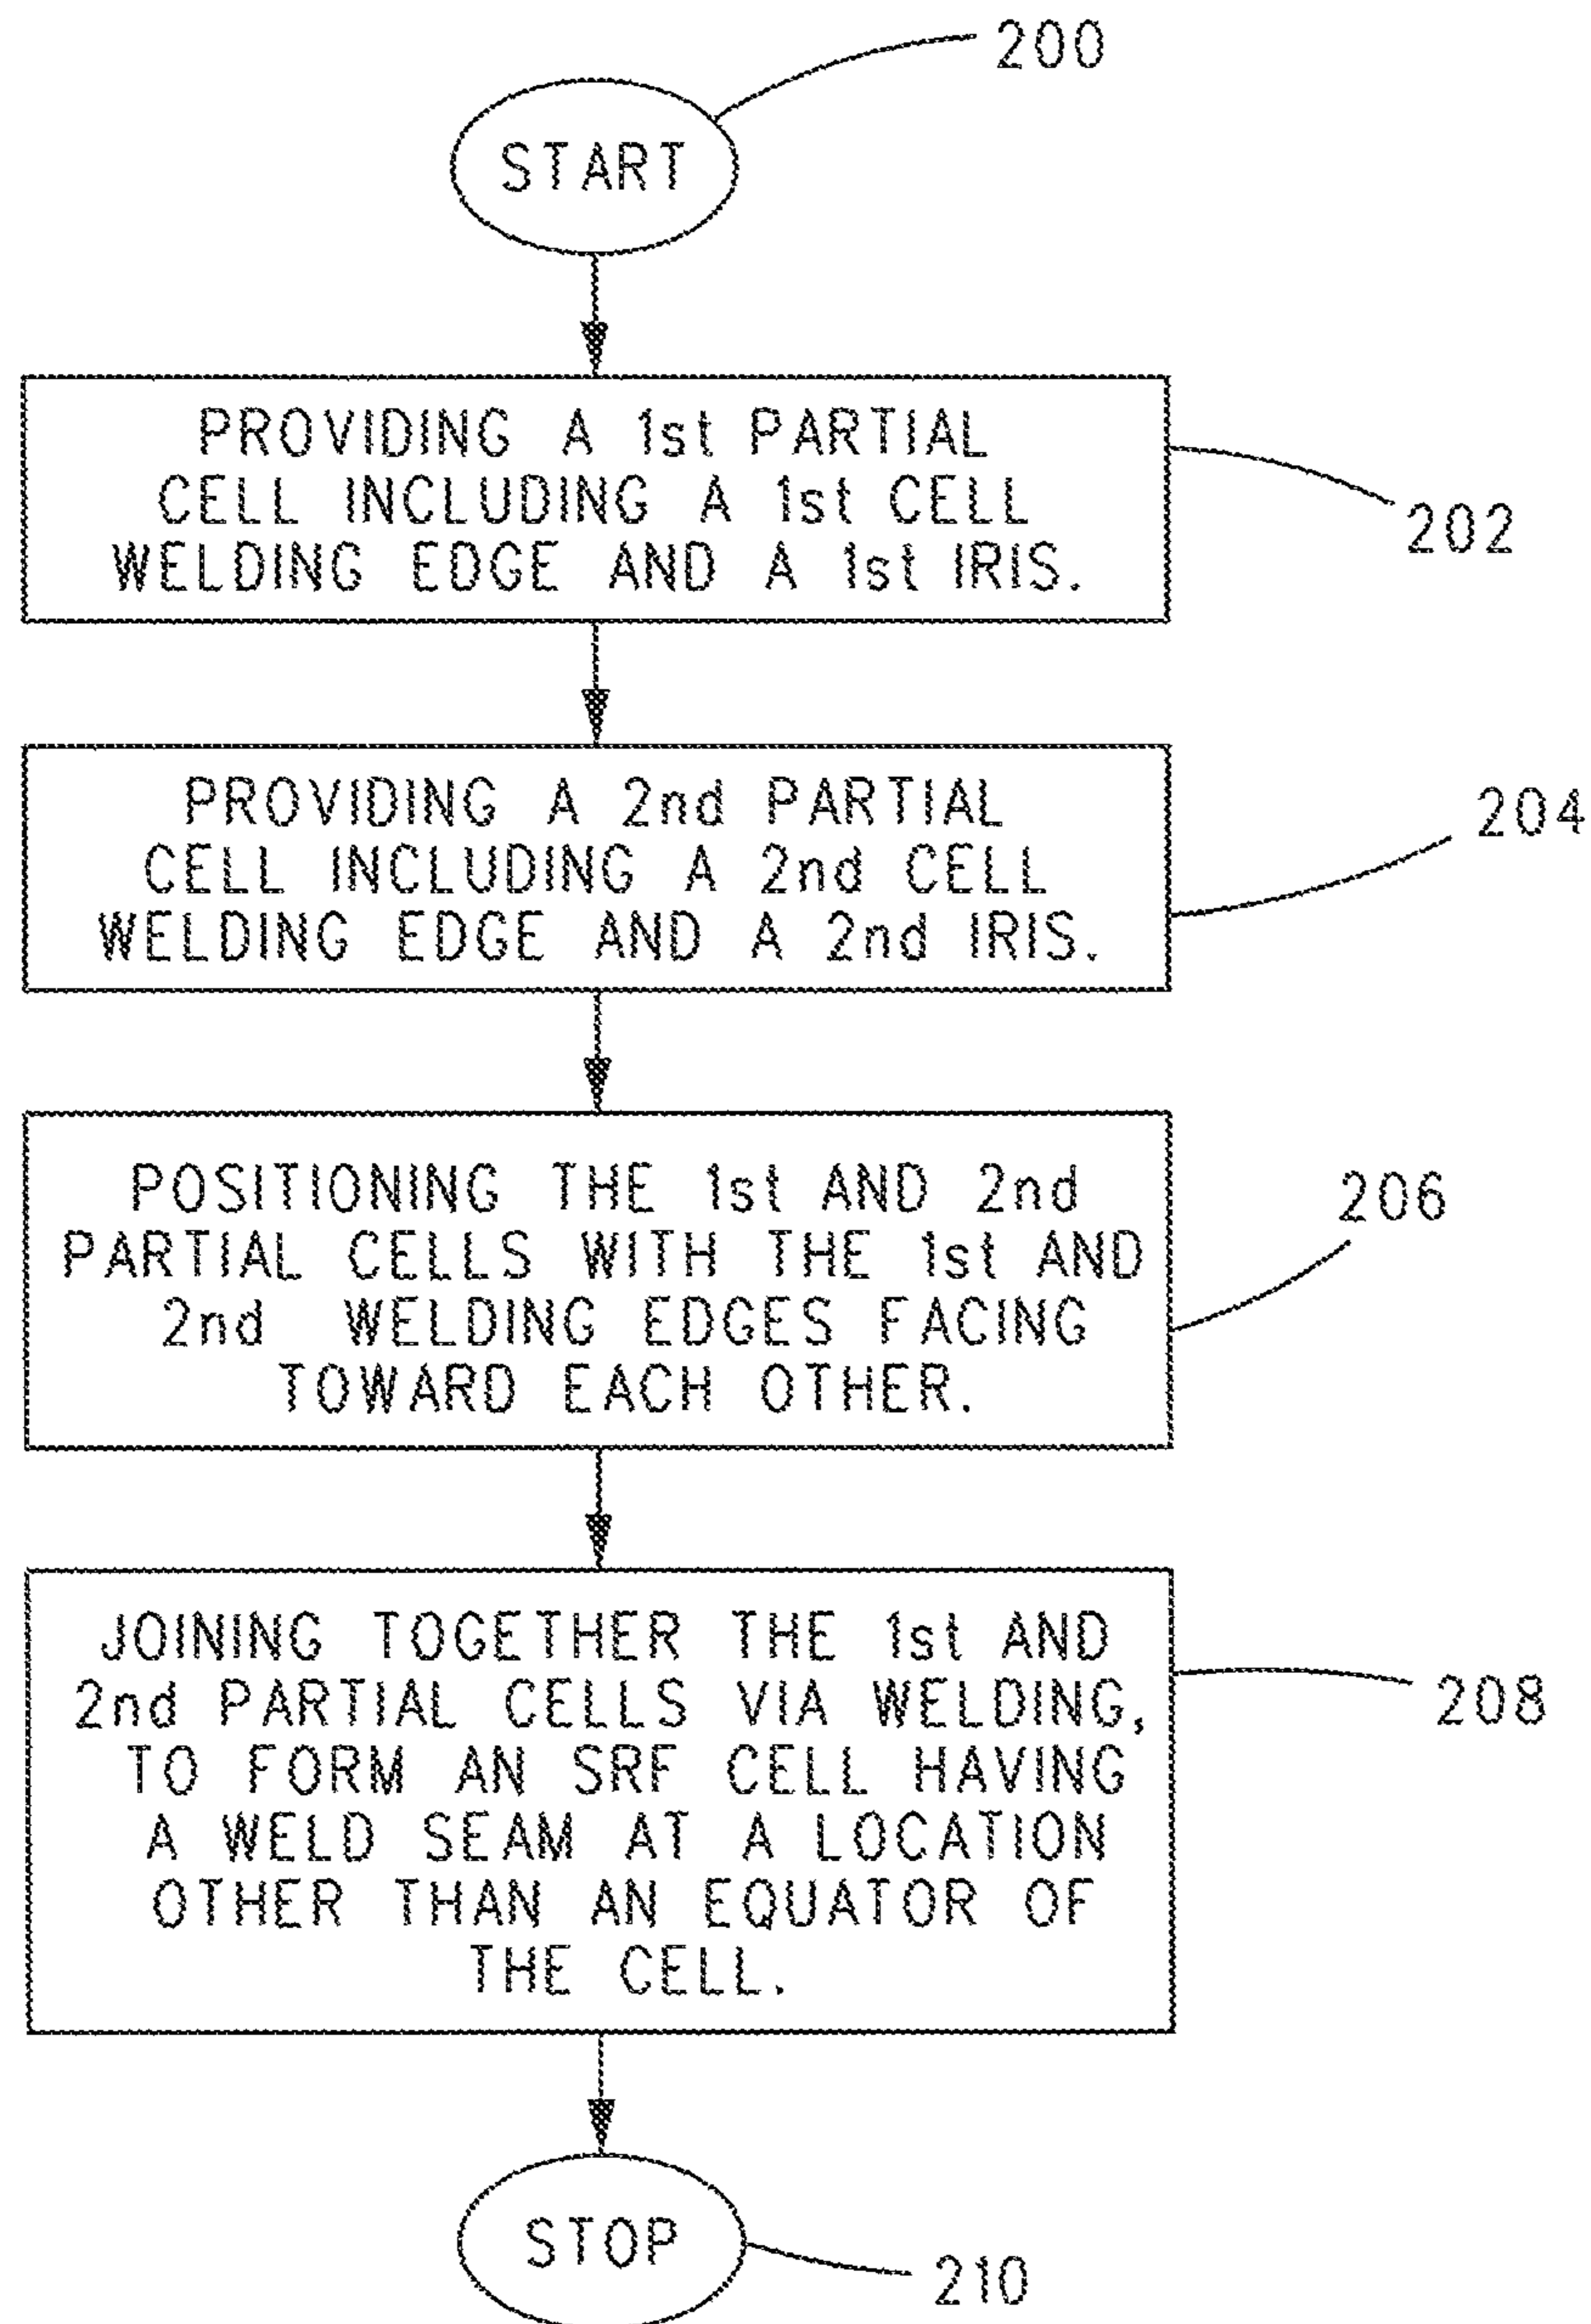 200
START
PROVIDING A 1st PARTIAL
CELL INCLUDING A 1st CELL
WELDING EDGE AND A 1st IRIS.
202
PROVIDING A 2nd PARTIAL
CELL INCLUDING A 2nd CELL
WELDING EDGE AND A 2nd IRIS.
204
POSITIONING THE 1st AND 2nd
PARTIAL CELLS WITH THE 1st AND
2nd WELDING EDGES FACING
TOWARD EACH OTHER.
206
JOINING TOGETHER THE 1st AND
2nd PARTIAL CELLS VIA WELDING,
TO FORM AN SRF CELL HAVING
A WELD SEAM AT A LOCATION
OTHER THAN AN EQUATOR OF
THE CELL.
208
STOP
210